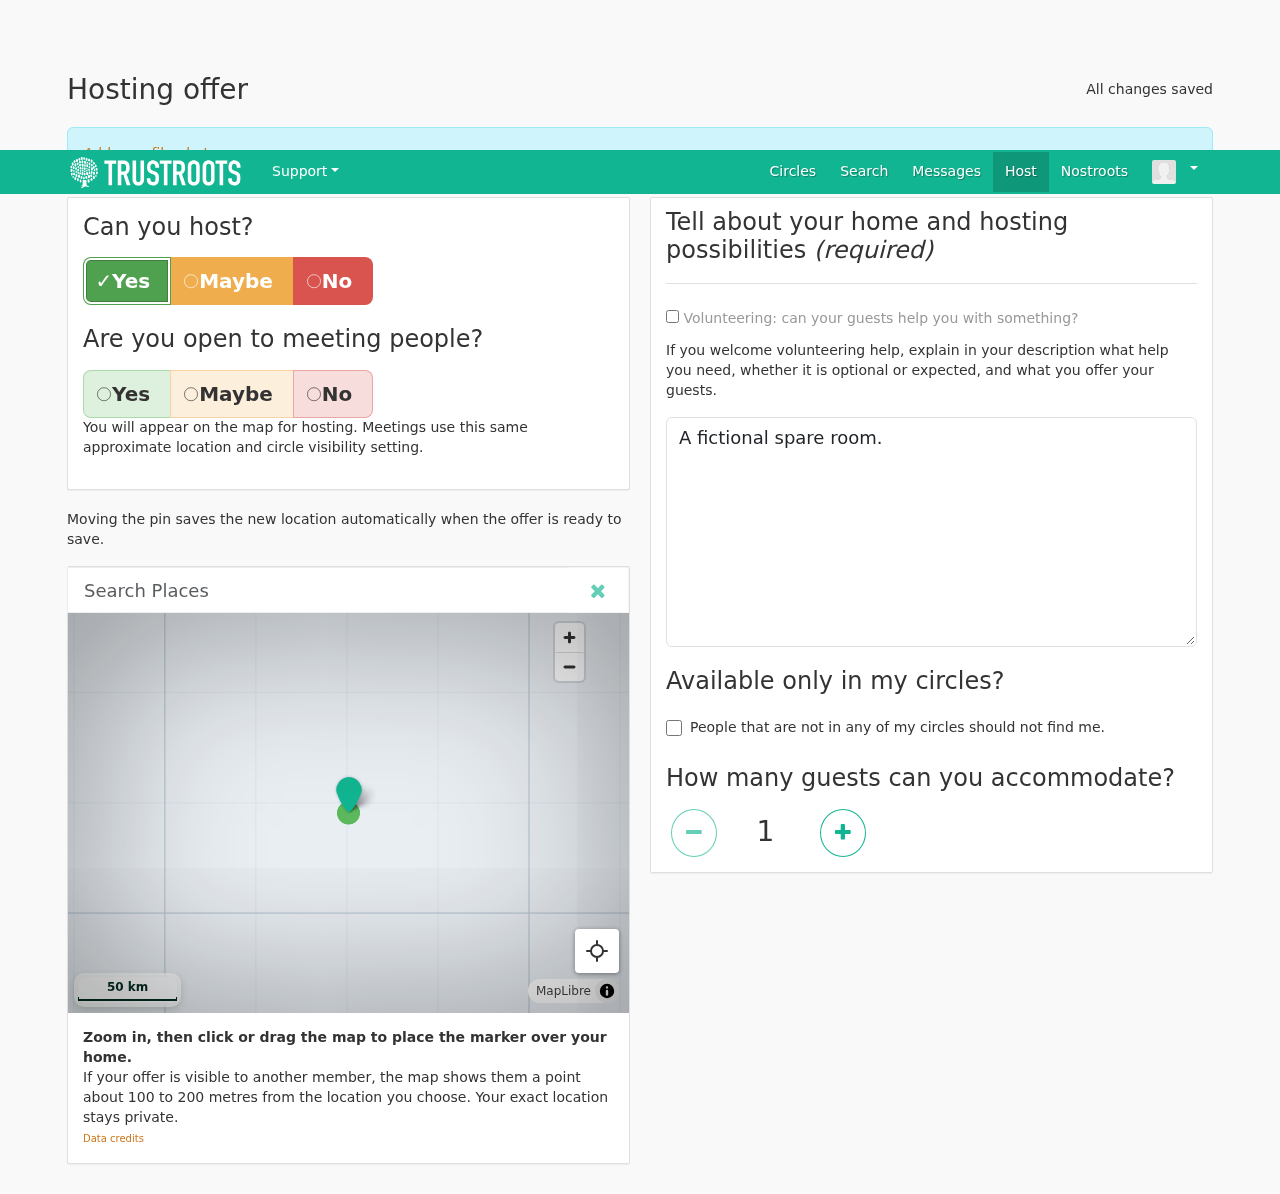 Hosting offer
All changes saved
TRUSTROOTS
Support
Circles
Search
Messages
Host
Nostroots
Can you host?
✓Yes
Maybe
No
Are you open to meeting people?
Yes
Maybe
No
You will appear on the map for hosting. Meetings use this same
approximate location and circle visibility setting.
Moving the pin saves the new location automatically when the offer is ready to
save.
Search Places
50 km
MapLibre
Zoom in, then click or drag the map to place the marker over your
home.
If your offer is visible to another member, the map shows them a point
about 100 to 200 metres from the location you choose. Your exact location
stays private.
Data credits
Tell about your home and hosting
possibilities (required)
Volunteering: can your guests help you with something?
If you welcome volunteering help, explain in your description what help
you need, whether it is optional or expected, and what you offer your
guests.
A fictional spare room.
Available only in my circles?
People that are not in any of my circles should not find me.
How many guests can you accommodate?
1